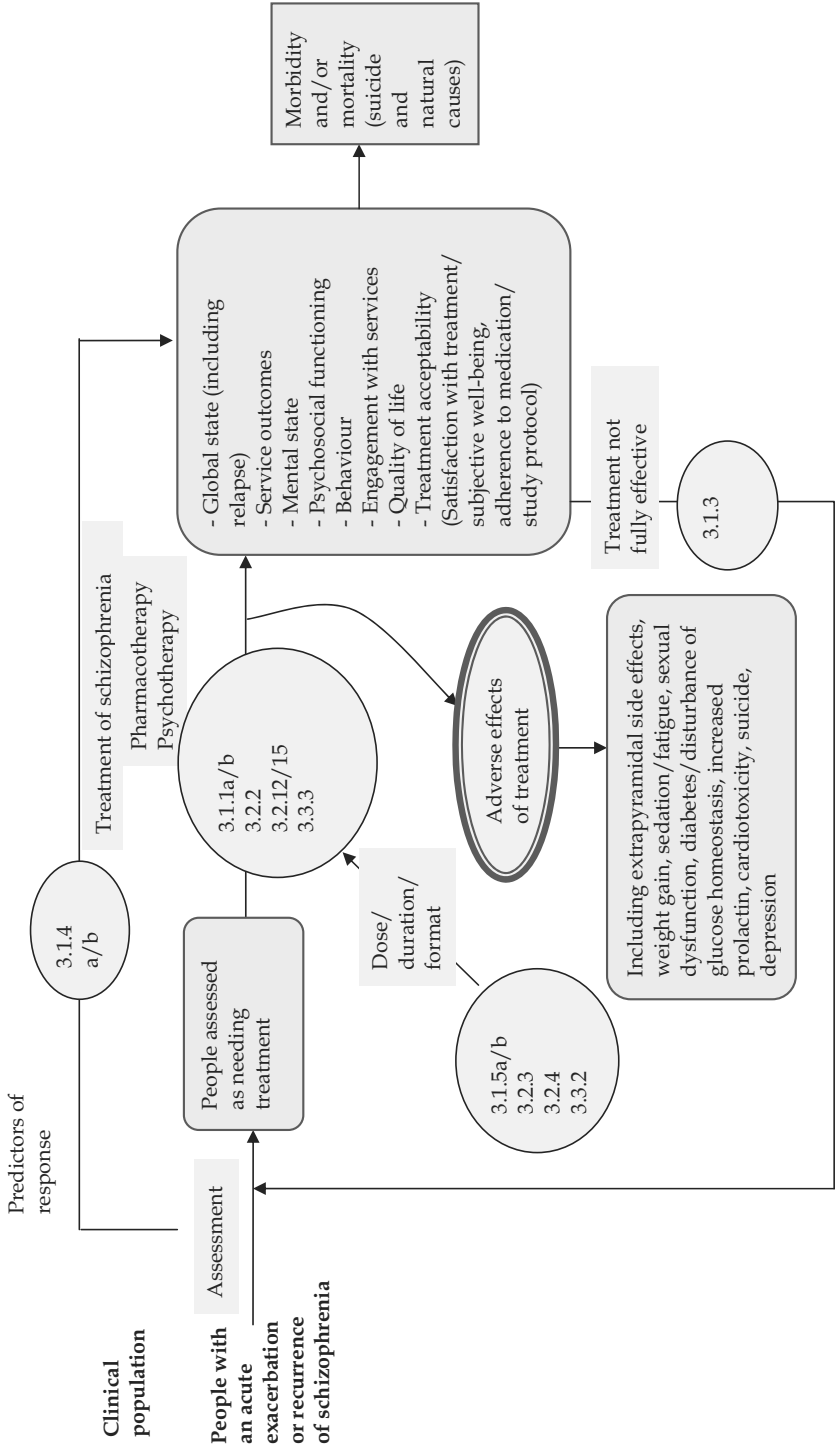 Clinical
population
People with
an acute
exacerbation
or recurrence
of schizophrenia
Predictors of
response
Assessment
People assessed
as needing
treatment
3.1.4
a/b
Treatment of schizophrenia
Pharmacotherapy
Psychotherapy
3.1.1a/b
3.2.2
3.2.12/15
3.3.3
Dose/
duration/
format
3.1.5a/b
3.2.3
3.2.4
3.3.2
Adverse effects
of treatment
Including extrapyramidal side effects,
weight gain, sedation/fatigue, sexual
dysfunction, diabetes/disturbance of
glucose homeostasis, increased
prolactin, cardiotoxicity, suicide,
depression
- Global state (including
relapse)
- Service outcomes
- Mental state
- Psychosocial functioning
- Behaviour
- Engagement with services
- Quality of life
- Treatment acceptability
(Satisfaction with treatment/
subjective well-being,
adherence to medication/
study protocol)
Treatment not
fully effective
3.1.3
Morbidity
and/or
mortality
(suicide
and
natural
causes)